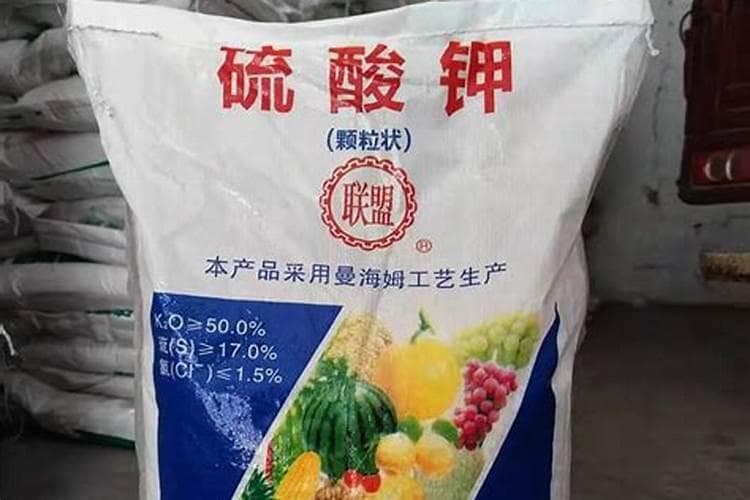 硫酸钾
(颗粒状)
联盟
本产品采用曼海姆工艺生产
K₂O≥50.0%
硫(S)≥17.0%
氯(Cl⁻)≤1.5%